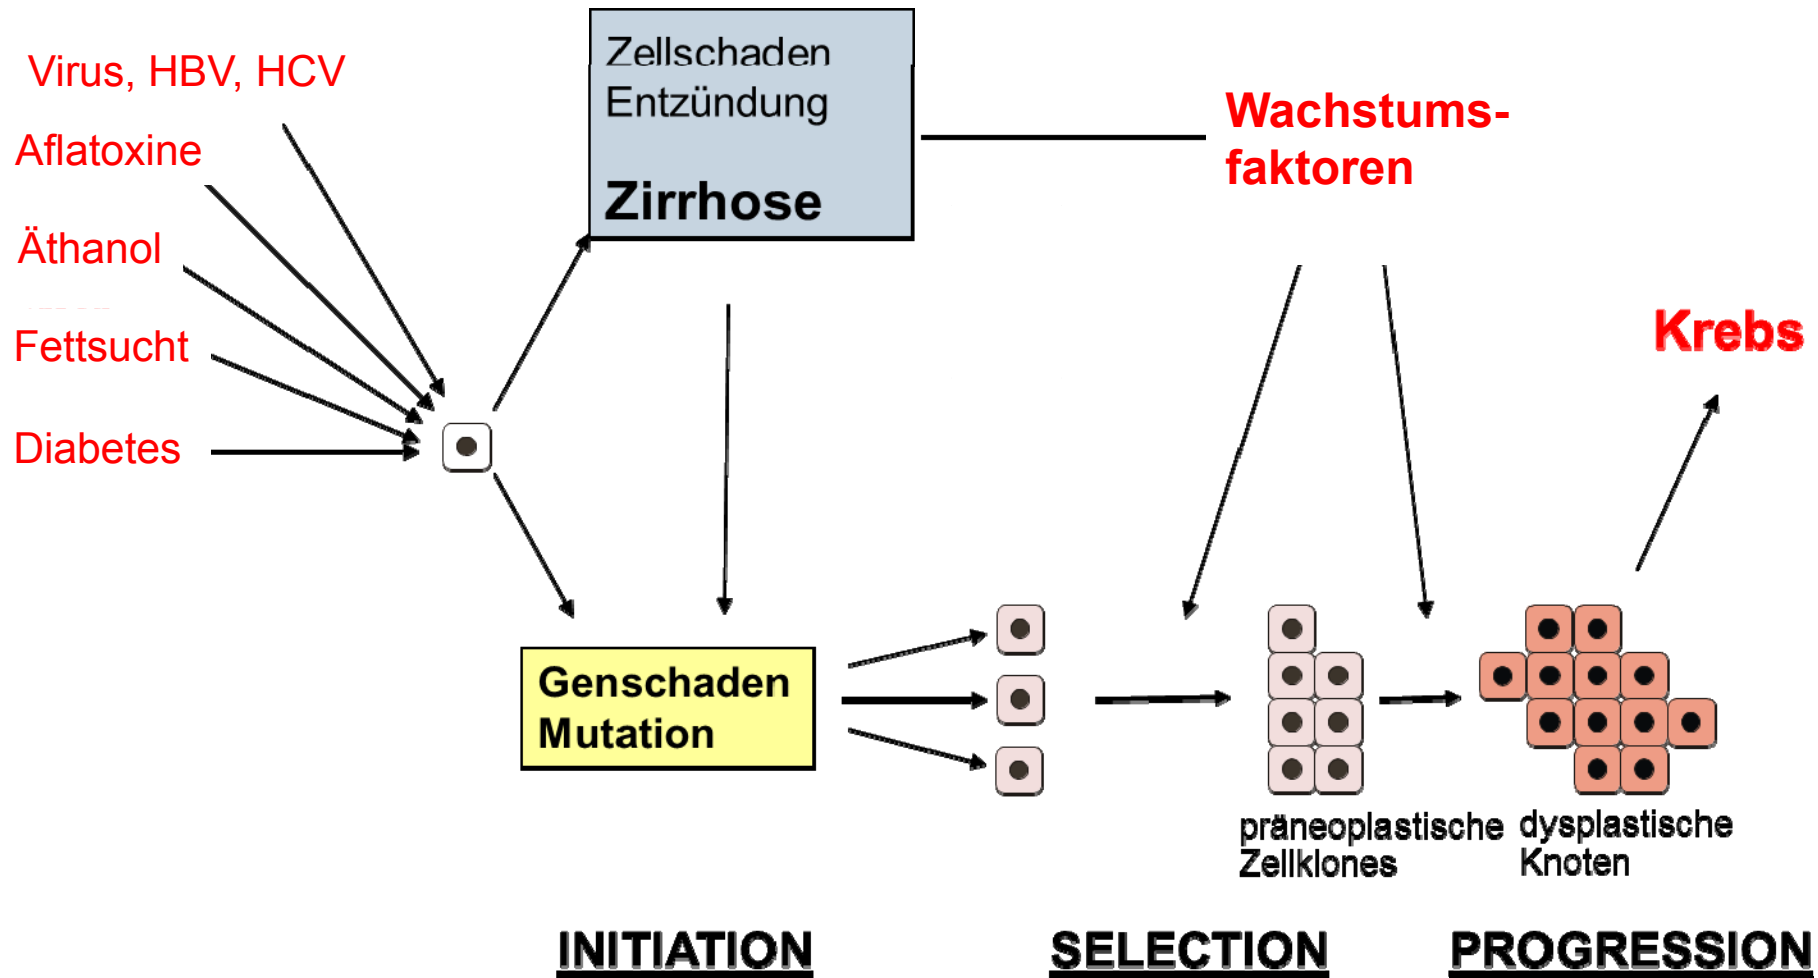 Virus, HBV, HCV
Aflatoxine
Äthanol
Fettsucht
Diabetes
Zellschaden
Entzündung
Zirrhose
Wachstums-
faktoren
Krebs
Genschaden
Mutation
präneoplastische
Zellklones
dysplastische
Knoten
INITIATION
SELECTION
PROGRESSION